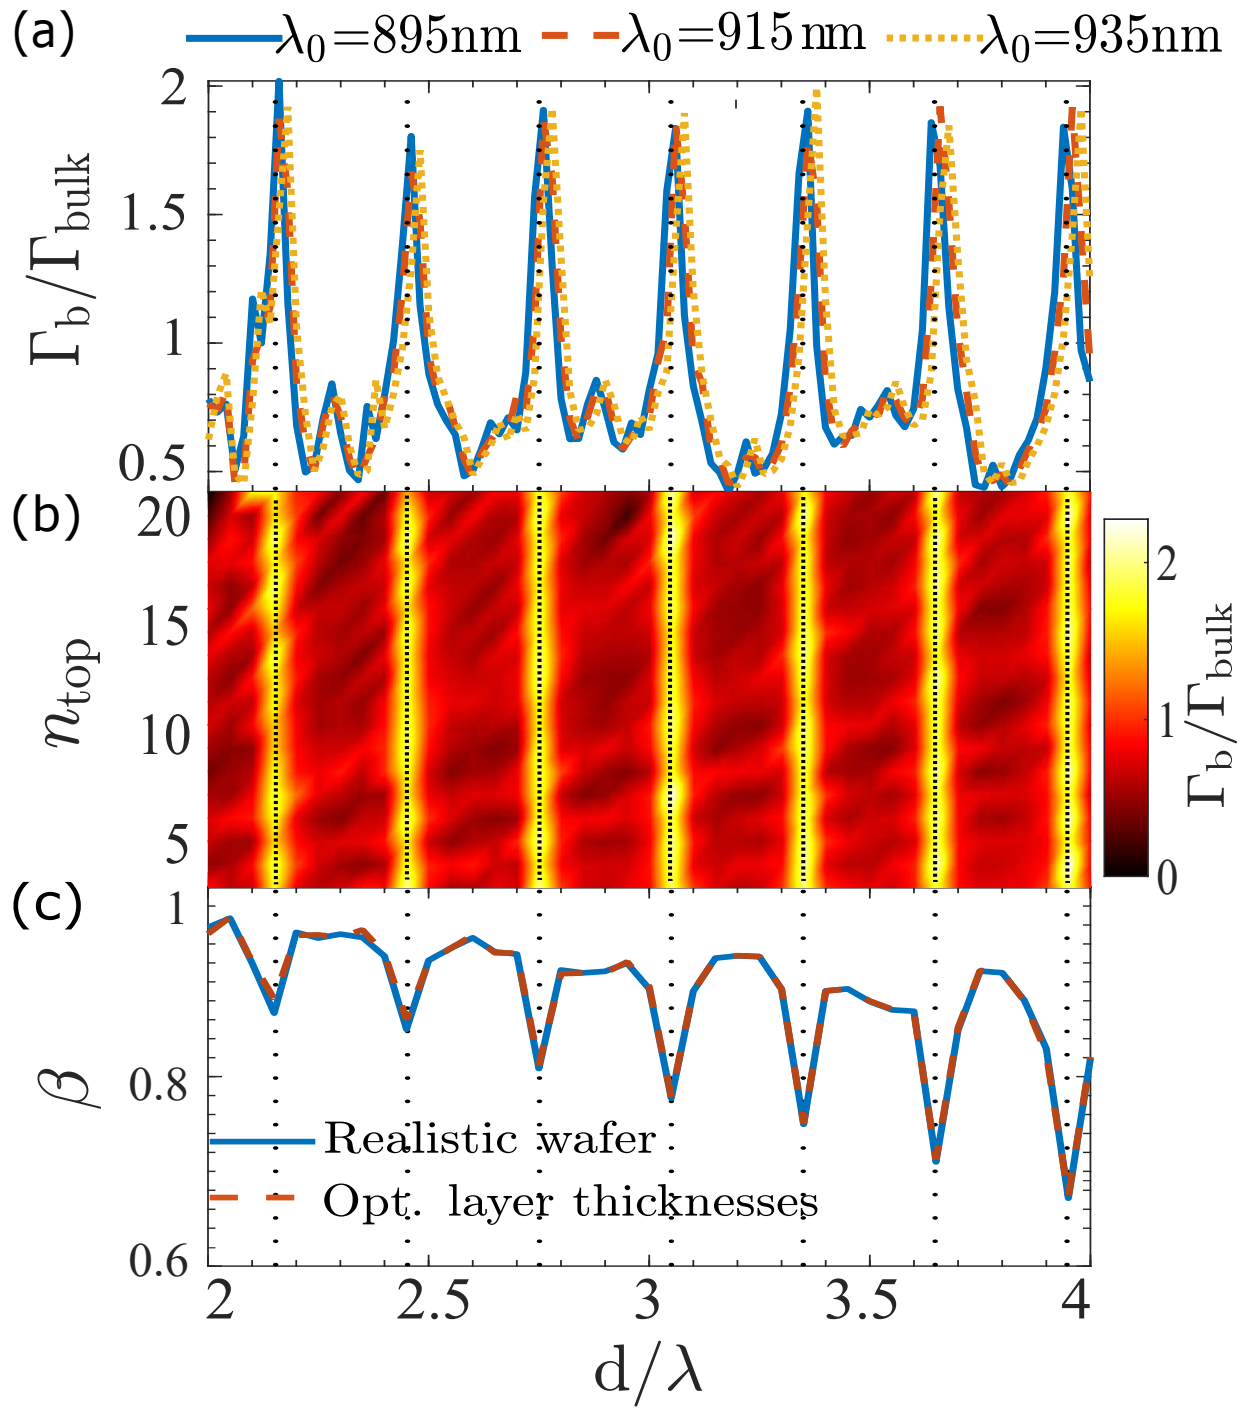 (a) λ₀=895nm λ₀=915nm λ₀=935nm
2
1.5
1
0.5
Γb/Γbulk
(b)
20
15
10
5
ntop
2
1
0
Γb/Γbulk
(c)
1
0.8
0.6
β
Realistic wafer
Opt. layer thicknesses
2 2.5 3 3.5 4
d/λ